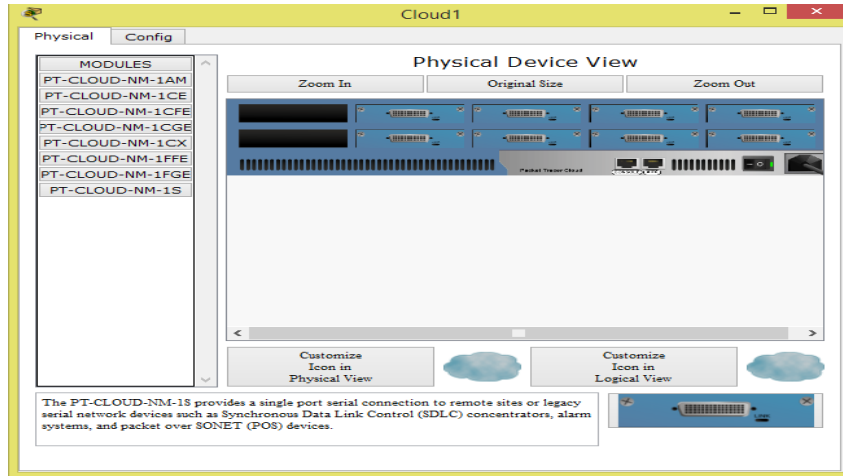 Cloud1
Physical Config
MODULES
PT-CLOUD-NM-1AM
PT-CLOUD-NM-1CE
PT-CLOUD-NM-1CFE
PT-CLOUD-NM-1CGE
PT-CLOUD-NM-1CX
PT-CLOUD-NM-1FFE
PT-CLOUD-NM-1FGE
PT-CLOUD-NM-1S
Physical Device View
Zoom In Original Size Zoom Out
Packet Tracer Cloud
Customize
Icon in
Physical View
Customize
Icon in
Logical View
The PT-CLOUD-NM-1S provides a single port serial connection to remote sites or legacy
serial network devices such as Synchronous Data Link Control (SDLC) concentrators, alarm
systems, and packet over SONET (POS) devices.
LINK